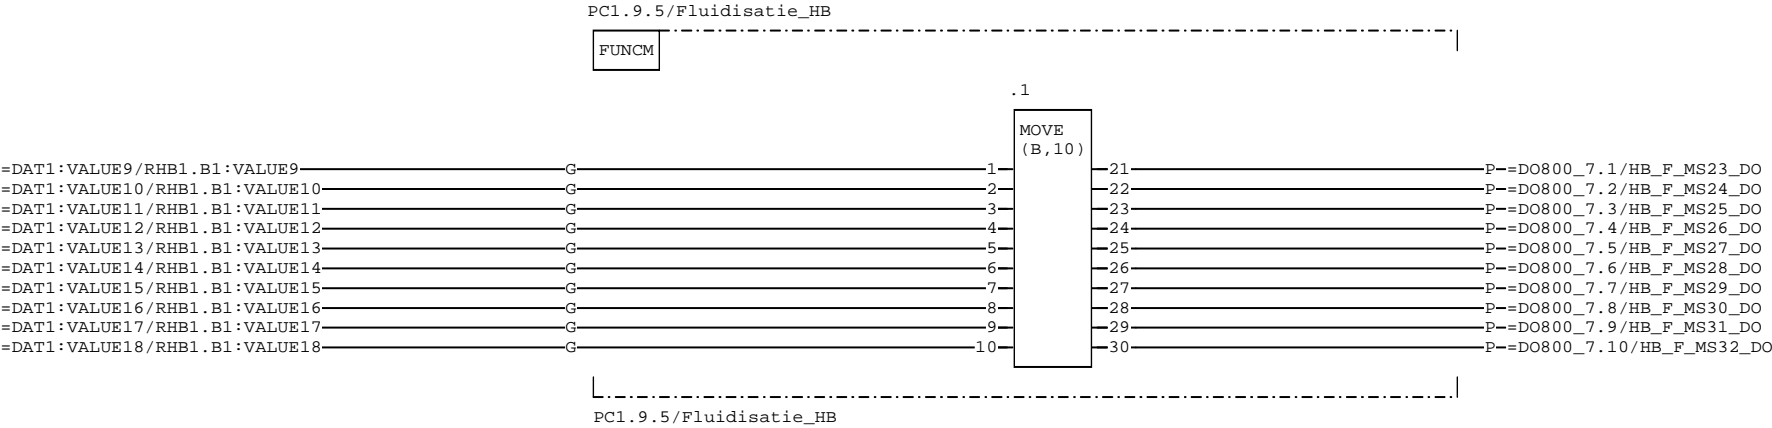 PC1.9.5/Fluidisatie_HB
FUNCM
.1
MOVE
(B,10)
=DAT1:VALUE9/RHB1.B1:VALUE9 G 1 21 P =DO800_7.1/HB_F_MS23_DO
=DAT1:VALUE10/RHB1.B1:VALUE10 G 2 22 P =DO800_7.2/HB_F_MS24_DO
=DAT1:VALUE11/RHB1.B1:VALUE11 G 3 23 P =DO800_7.3/HB_F_MS25_DO
=DAT1:VALUE12/RHB1.B1:VALUE12 G 4 24 P =DO800_7.4/HB_F_MS26_DO
=DAT1:VALUE13/RHB1.B1:VALUE13 G 5 25 P =DO800_7.5/HB_F_MS27_DO
=DAT1:VALUE14/RHB1.B1:VALUE14 G 6 26 P =DO800_7.6/HB_F_MS28_DO
=DAT1:VALUE15/RHB1.B1:VALUE15 G 7 27 P =DO800_7.7/HB_F_MS29_DO
=DAT1:VALUE16/RHB1.B1:VALUE16 G 8 28 P =DO800_7.8/HB_F_MS30_DO
=DAT1:VALUE17/RHB1.B1:VALUE17 G 9 29 P =DO800_7.9/HB_F_MS31_DO
=DAT1:VALUE18/RHB1.B1:VALUE18 G 10 30 P =DO800_7.10/HB_F_MS32_DO
PC1.9.5/Fluidisatie_HB